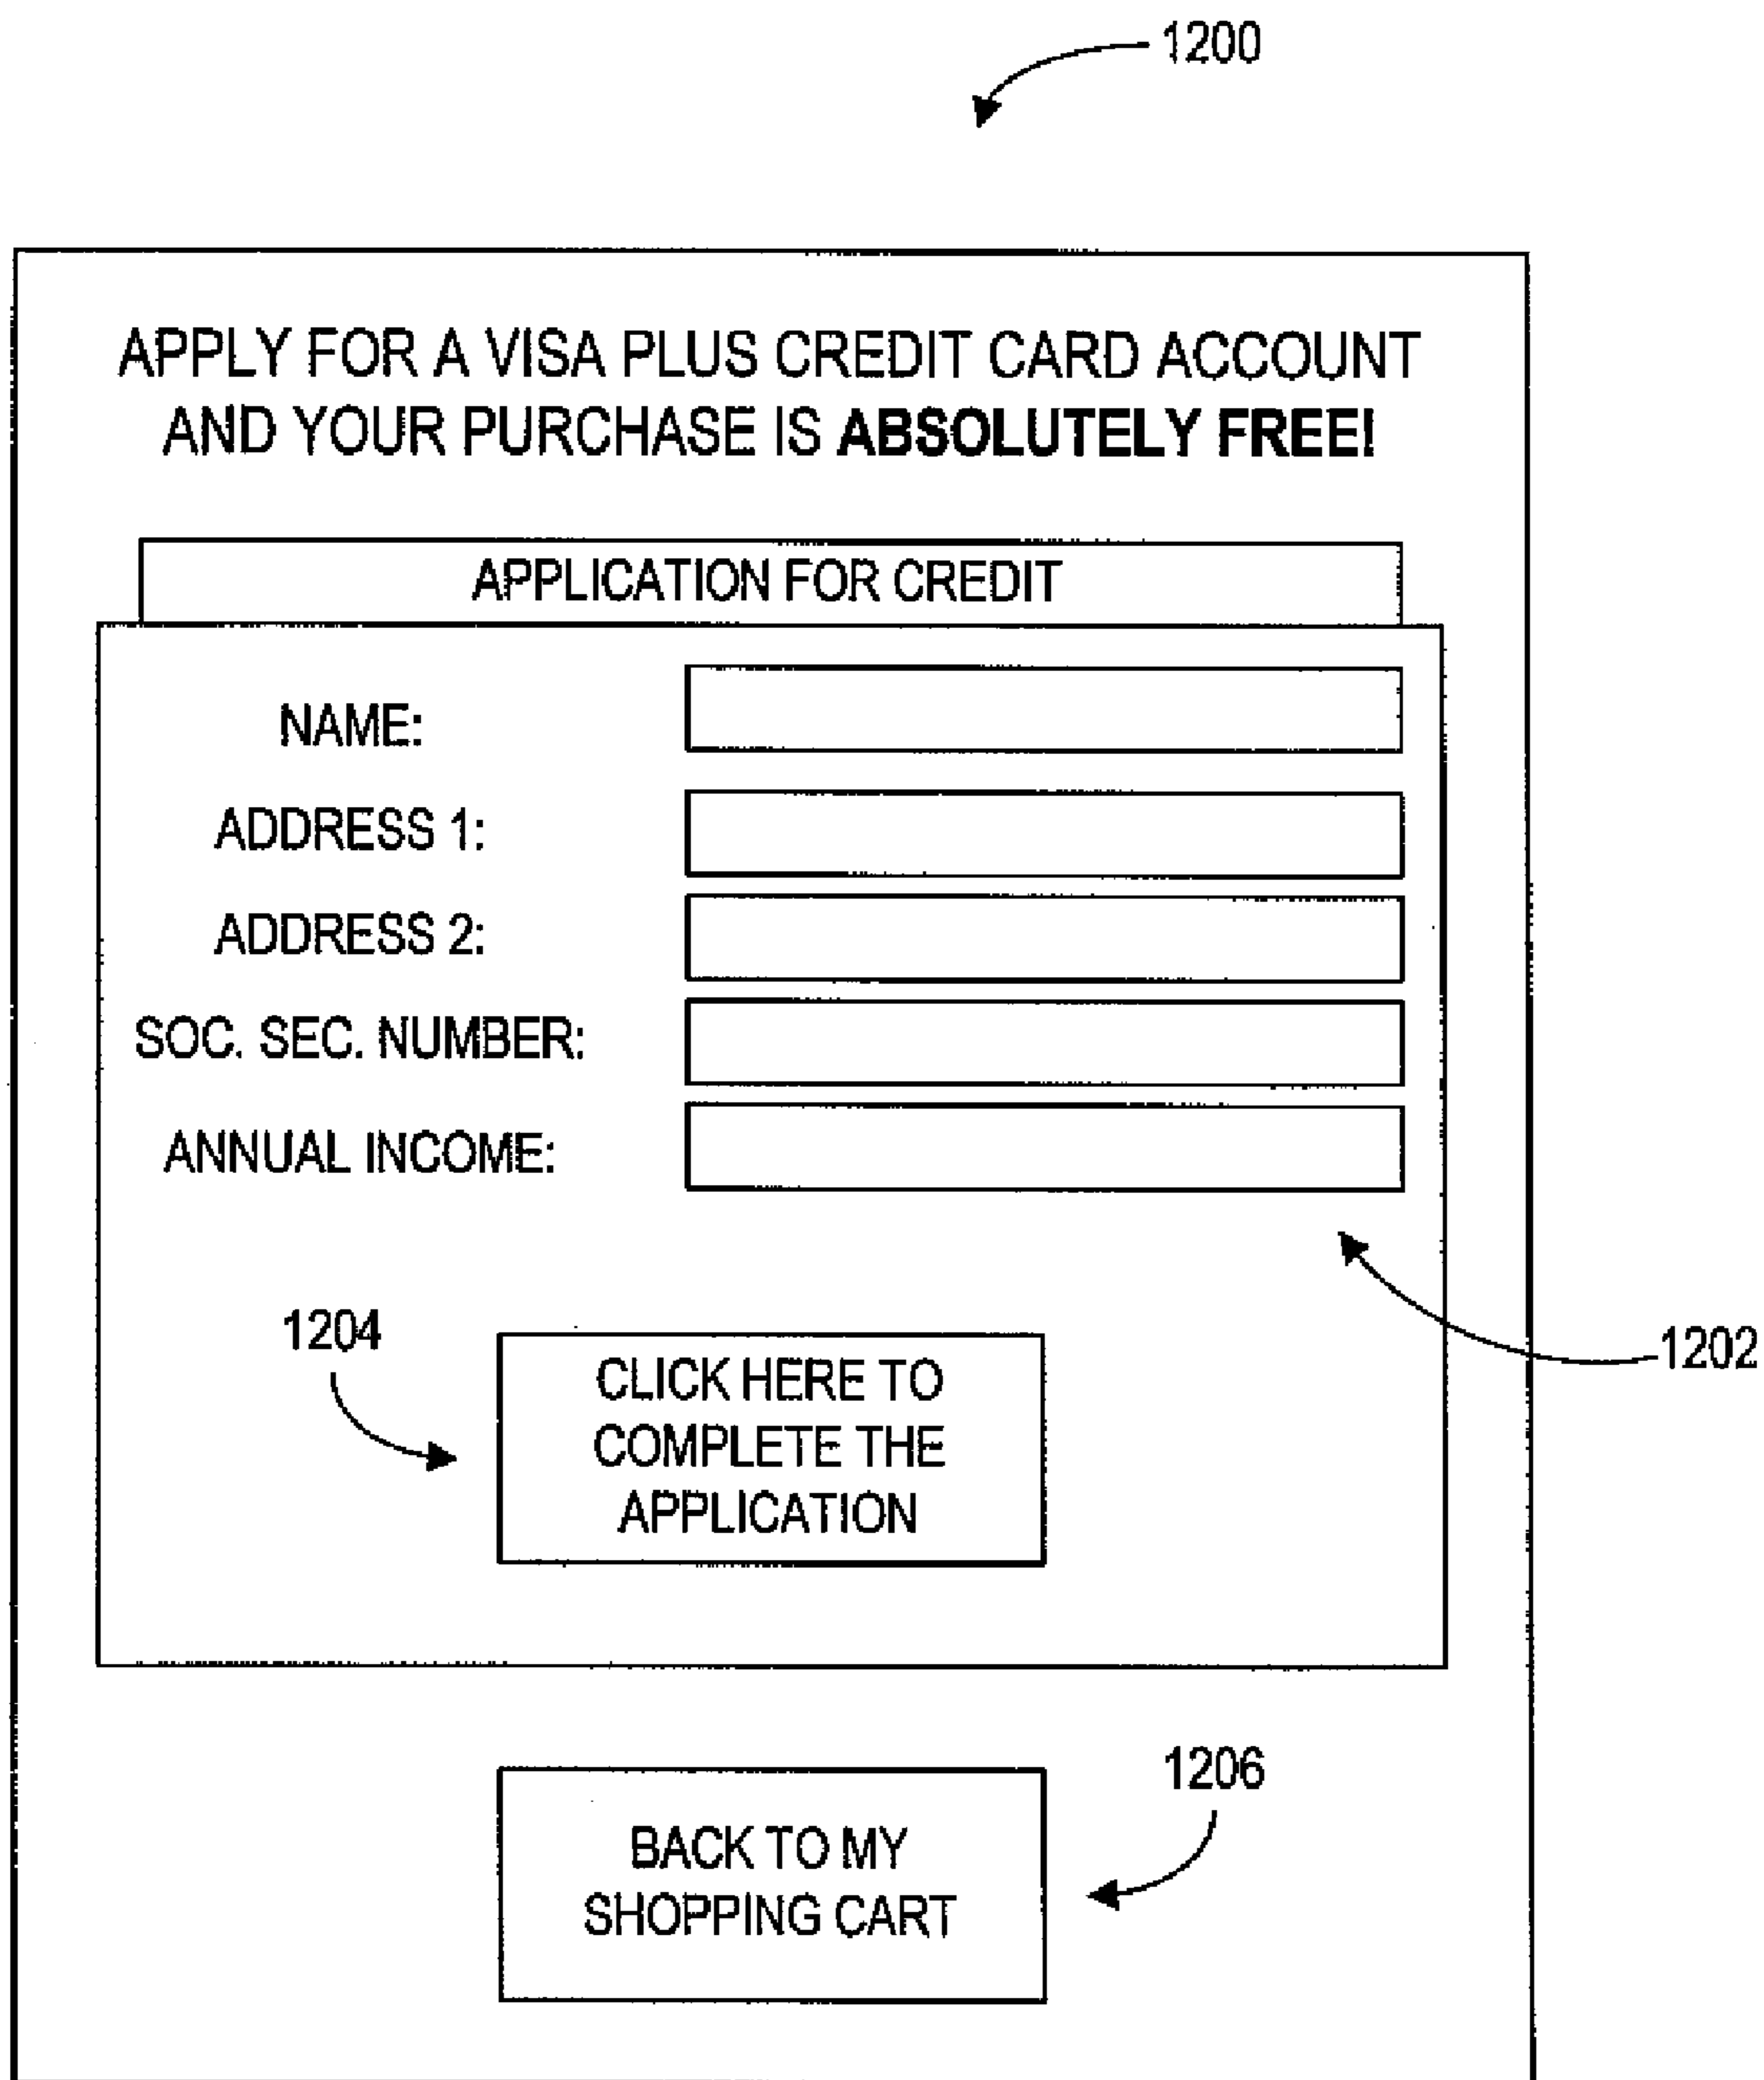 1200
APPLY FOR A VISA PLUS CREDIT CARD ACCOUNT
AND YOUR PURCHASE IS ABSOLUTELY FREE!
APPLICATION FOR CREDIT
NAME:
ADDRESS 1:
ADDRESS 2:
SOC. SEC. NUMBER:
ANNUAL INCOME:
1202
1204
CLICK HERE TO
COMPLETE THE
APPLICATION
1206
BACK TO MY
SHOPPING CART